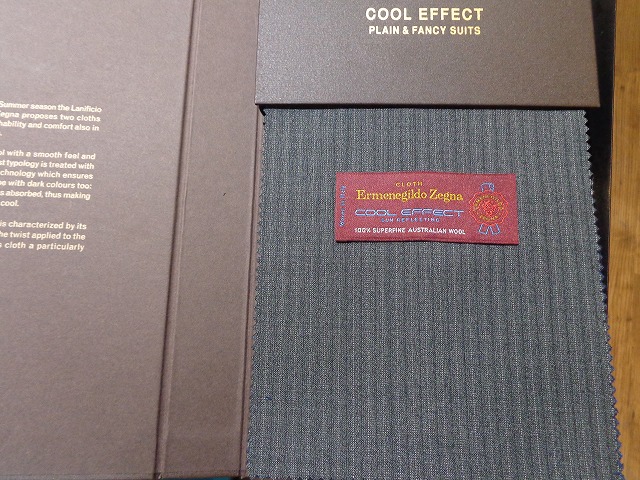 Summer season the Lanificio
Zegna proposes two cloths
hability and comfort also in
el with a smooth feel and
st typology is treated with
chnology which ensures
e with dark colours too:
s absorbed, thus making
cool.
is characterized by its
he twist applied to the
s cloth a particularly
COOL EFFECT
PLAIN & FANCY SUITS
CLOTH
Ermenegildo Zegna
COOL EFFECT
SUN REFLECTING
100% SUPERFINE AUSTRALIAN WOOL